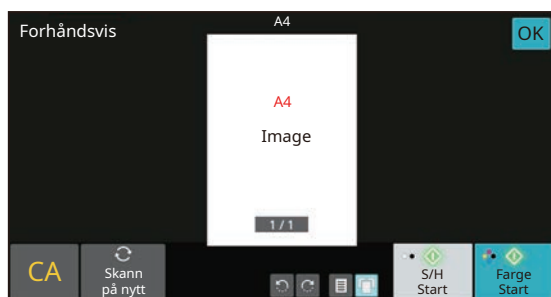 Forhåndsvis
A4
OK
A4
Image
1/1
CA
Skann
på nytt
S/H
Start
Farge
Start